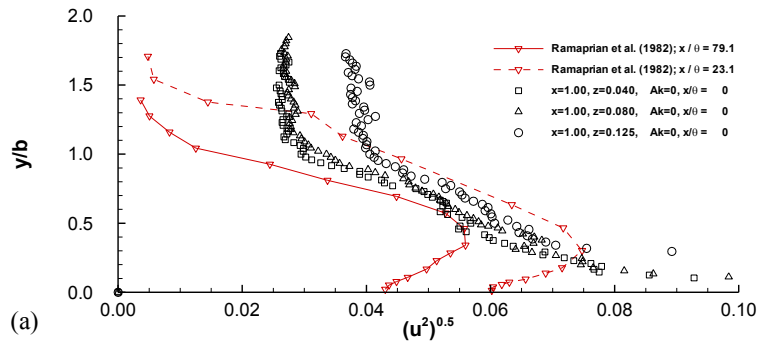 2.0
1.5
1.0
0.5
0.0
y/b
0.00
0.02
0.04
0.06
0.08
0.10
(u²)⁰·⁵
(a)
Ramaprian et al. (1982); x / θ = 79.1
Ramaprian et al. (1982); x / θ = 23.1
x=1.00, z=0.040, Ak=0, x/θ = 0
x=1.00, z=0.080, Ak=0, x/θ = 0
x=1.00, z=0.125, Ak=0, x/θ = 0